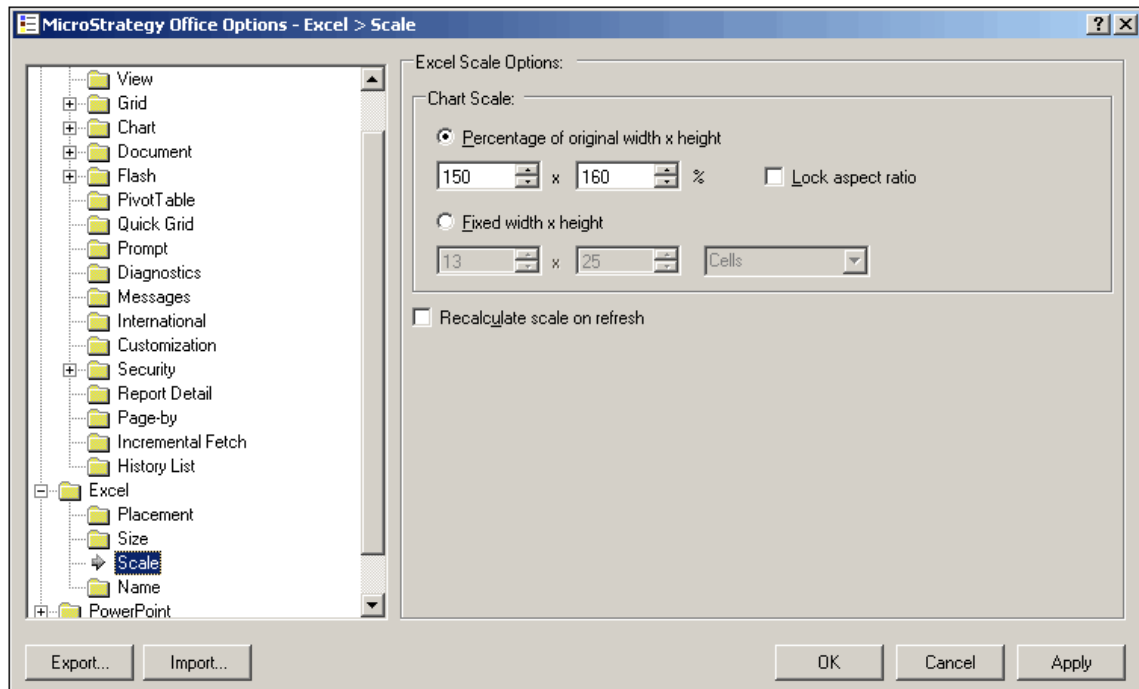 MicroStrategy Office Options - Excel > Scale
View
Grid
Chart
Document
Flash
PivotTable
Quick Grid
Prompt
Diagnostics
Messages
International
Customization
Security
Report Detail
Page-by
Incremental Fetch
History List
Excel
Placement
Size
Scale
Name
PowerPoint
Excel Scale Options:
Chart Scale:
Percentage of original width x height
150 x 160 % Lock aspect ratio
Fixed width x height
13 x 25 Cells
Recalculate scale on refresh
Export... Import... OK Cancel Apply